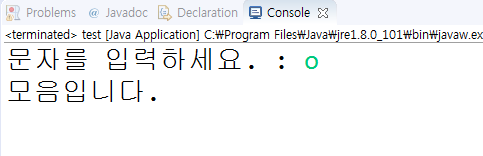 Problems @ Javadoc Declaration Console
<terminated> test [Java Application] C:₩Program Files₩Java₩jre1.8.0_101₩bin₩javaw.ex
문자를 입력하세요. : o
모음입니다.